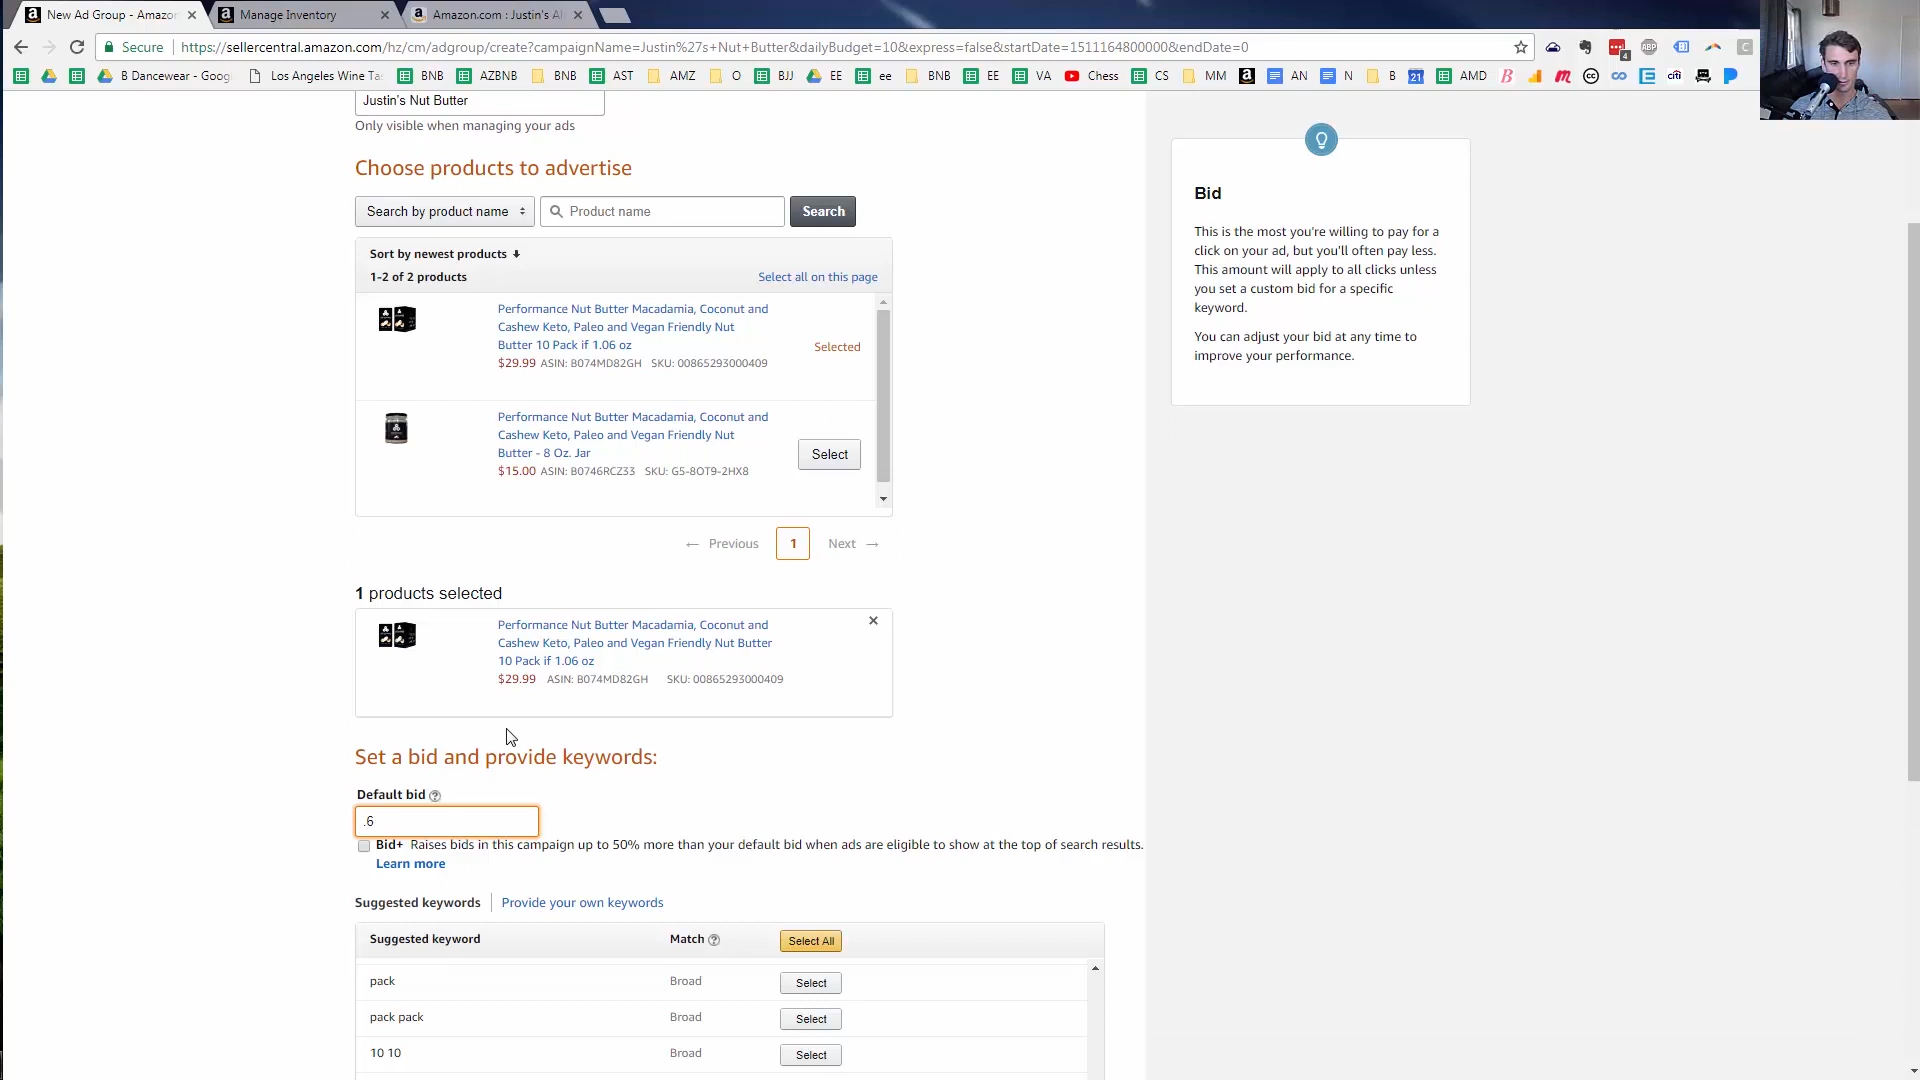 New Ad Group - Amazon
Manage Inventory
Amazon.com : Justin's Al
Secure
https://sellercentral.amazon.com/hz/cm/adgroup/create?campaignName=Justin%27s+Nut+Butter&dailyBudget=10&express=false&startDate=1511164800000&endDate=0
B Dancewear - Goog
Los Angeles Wine Ta
BNB
AZBNB
BNB
AST
AMZ
O
BJJ
EE
ee
BNB
EE
VA
Chess
CS
MM
AN
N
B
AMD
Justin's Nut Butter
Only visible when managing your ads
Choose products to advertise
Search by product name
Product name
Search
Sort by newest products
1-2 of 2 products
Select all on this page
Performance Nut Butter Macadamia, Coconut and
Cashew Keto, Paleo and Vegan Friendly Nut
Butter 10 Pack if 1.06 oz
$29.99 ASIN: B074MD82GH SKU: 00865293000409
Selected
Performance Nut Butter Macadamia, Coconut and
Cashew Keto, Paleo and Vegan Friendly Nut
Butter - 8 Oz. Jar
$15.00 ASIN: B0746RCZ33 SKU: G5-8OT9-2HX8
Select
← Previous
1
Next →
1 products selected
Performance Nut Butter Macadamia, Coconut and
Cashew Keto, Paleo and Vegan Friendly Nut Butter
10 Pack if 1.06 oz
$29.99 ASIN: B074MD82GH SKU: 00865293000409
Set a bid and provide keywords:
Default bid
.6
Bid+ Raises bids in this campaign up to 50% more than your default bid when ads are eligible to show at the top of search results.
Learn more
Suggested keywords
Provide your own keywords
Suggested keyword
Match
Select All
pack
Broad
Select
pack pack
Broad
Select
10 10
Broad
Select
Bid
This is the most you're willing to pay for a
click on your ad, but you'll often pay less.
This amount will apply to all clicks unless
you set a custom bid for a specific
keyword.
You can adjust your bid at any time to
improve your performance.